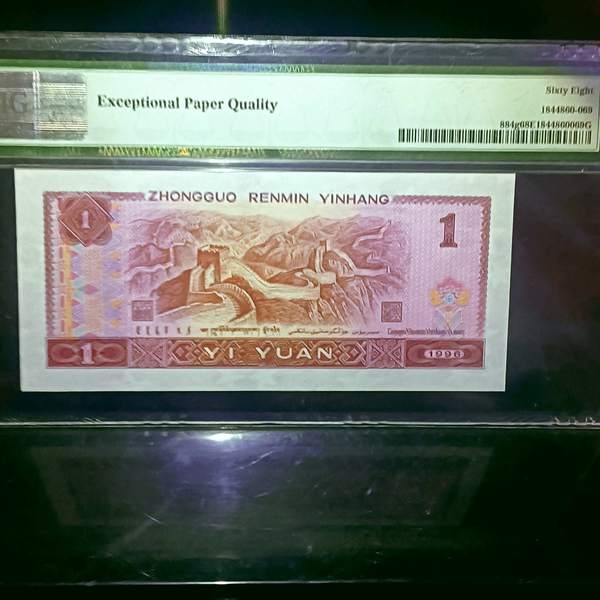 Exceptional Paper Quality
Sixty Eight
1844860-069
884g68E1844860069G
ZHONGGUO RENMIN YINHANG
1
1
1
YI YUAN
1996